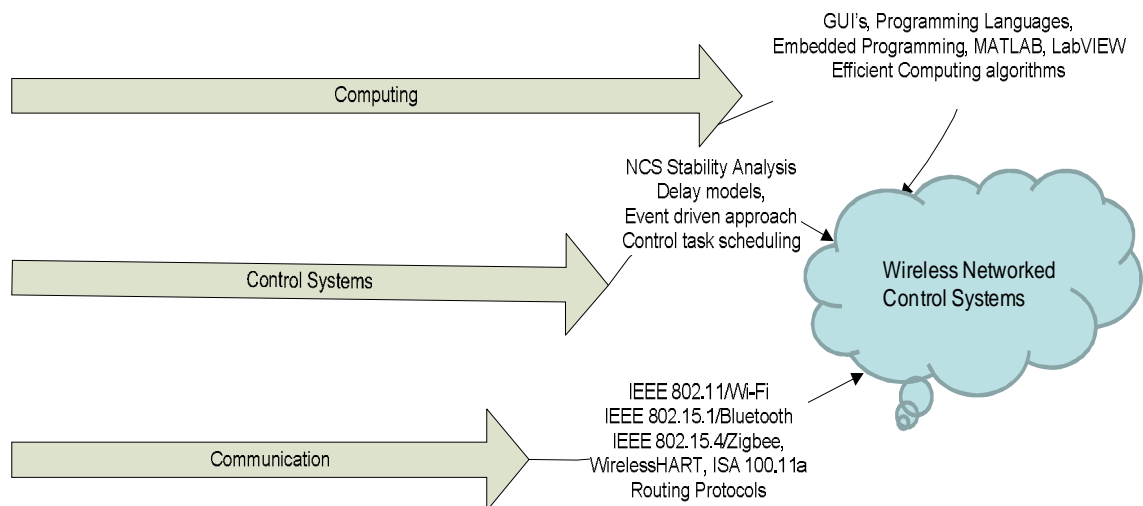 GUI's, Programming Languages,
Embedded Programming, MATLAB, LabVIEW
Efficient Computing algorithms
Computing
NCS Stability Analysis
Delay models,
Event driven approach
Control task scheduling
Control Systems
Wireless Networked
Control Systems
IEEE 802.11/Wi-Fi
IEEE 802.15.1/Bluetooth
IEEE 802.15.4/Zigbee,
WirelessHART, ISA 100.11a
Routing Protocols
Communication